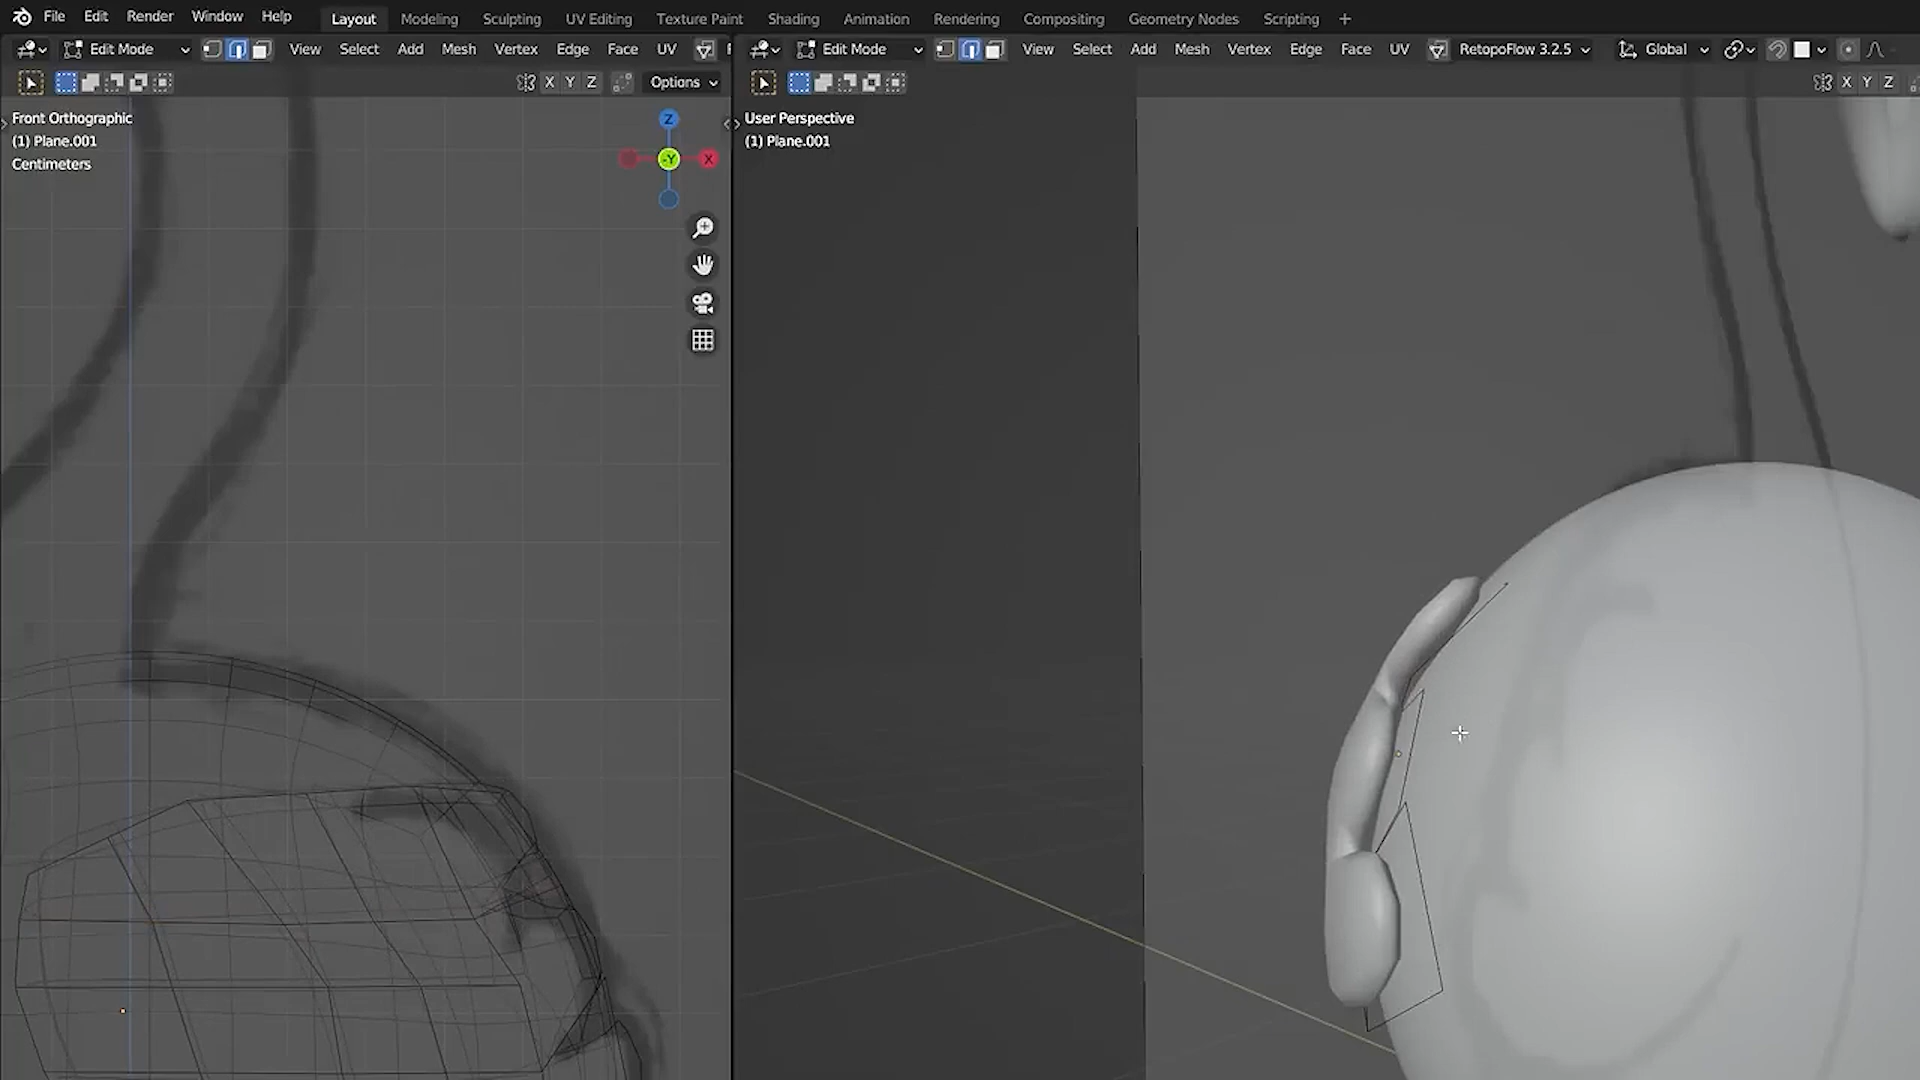 File Edit Render Window Help Layout Modeling Sculpting UV Editing Texture Paint Shading Animation Rendering Compositing Geometry Nodes Scripting +
Edit Mode View Select Add Mesh Vertex Edge Face UV
Edit Mode View Select Add Mesh Vertex Edge Face UV RetopoFlow 3.2.5 Global
X Y Z Options
X Y Z
Front Orthographic
(1) Plane.001
Centimeters
Z
-Y X
User Perspective
(1) Plane.001